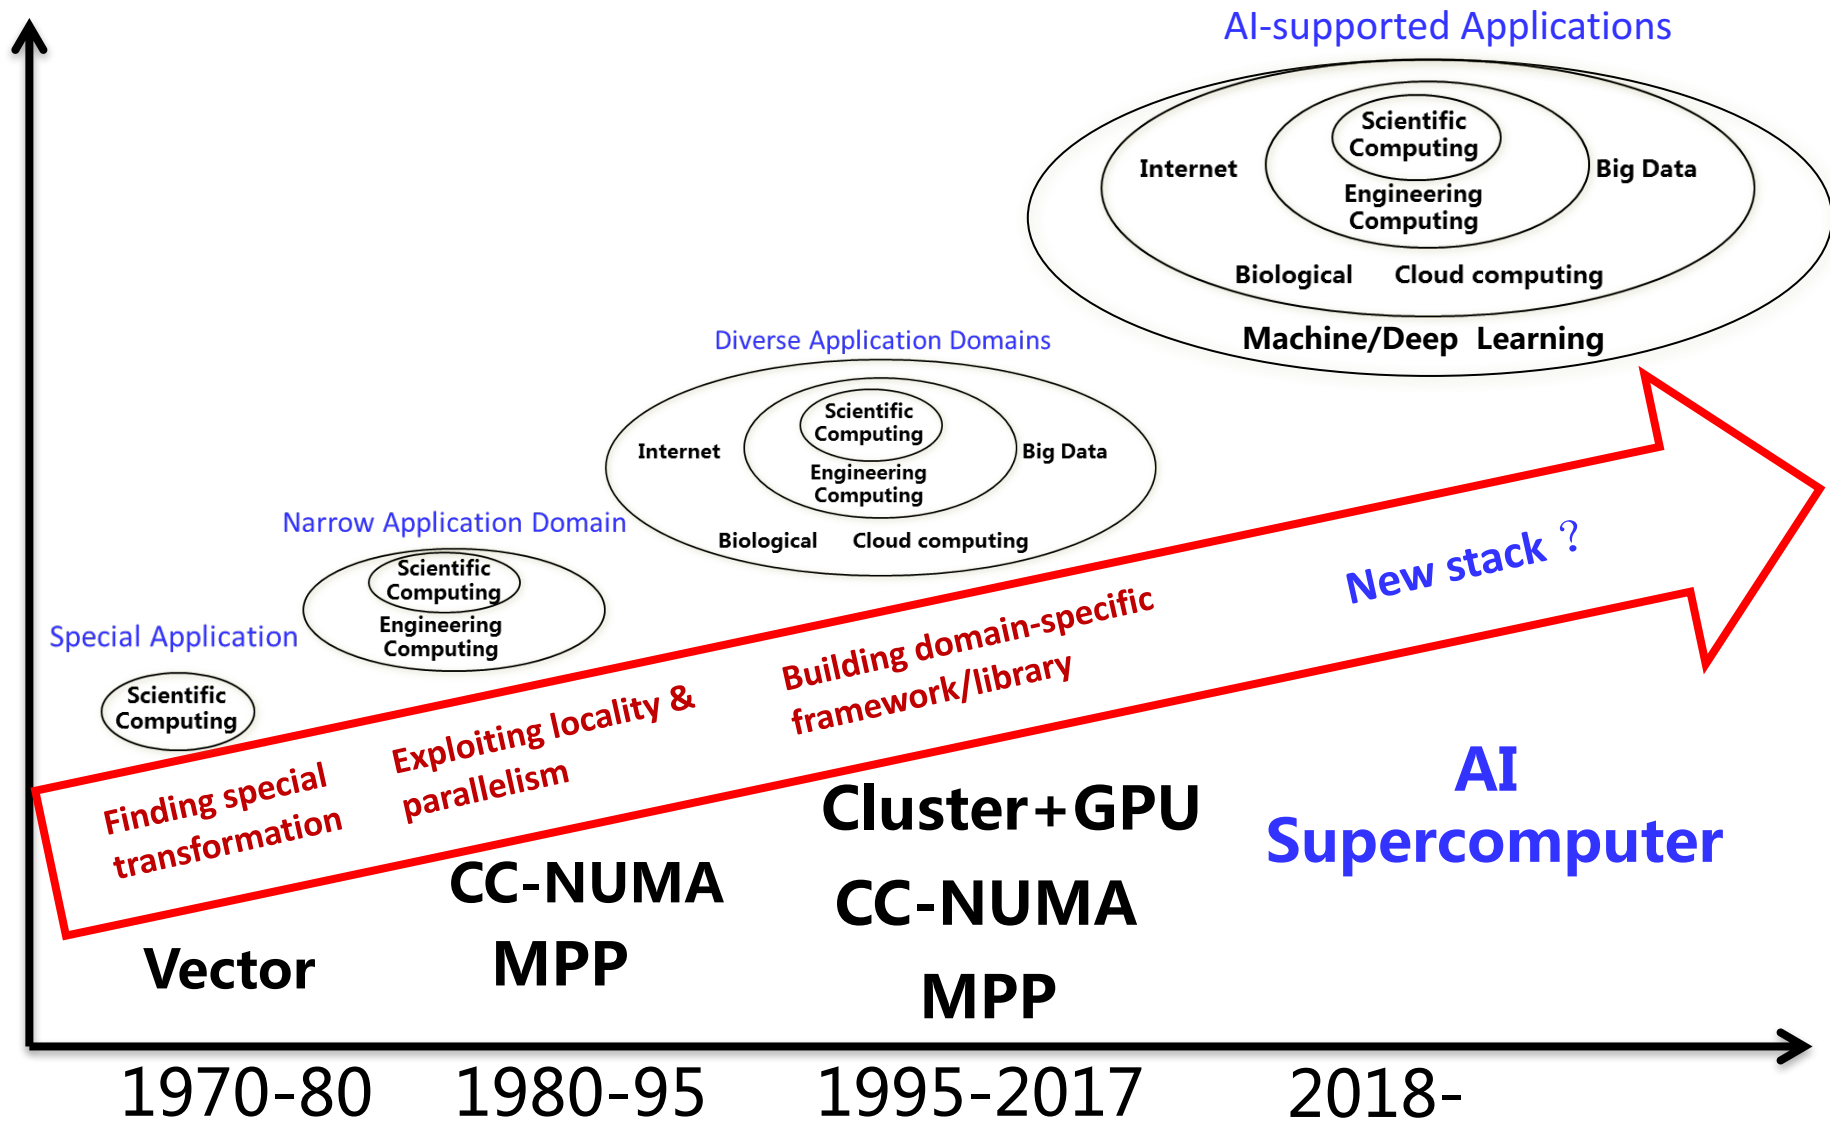 AI-supported Applications
Scientific
Computing
Internet
Big Data
Engineering
Computing
Biological
Cloud computing
Machine/Deep Learning
Diverse Application Domains
Scientific
Computing
Internet
Big Data
Engineering
Computing
Biological
Cloud computing
Narrow Application Domain
Scientific
Computing
Engineering
Computing
Special Application
Scientific
Computing
Finding special
transformation
Exploiting locality &
parallelism
Building domain-specific
framework/library
New stack？
Vector
CC-NUMA
MPP
Cluster+GPU
CC-NUMA
MPP
AI
Supercomputer
1970-80
1980-95
1995-2017
2018-